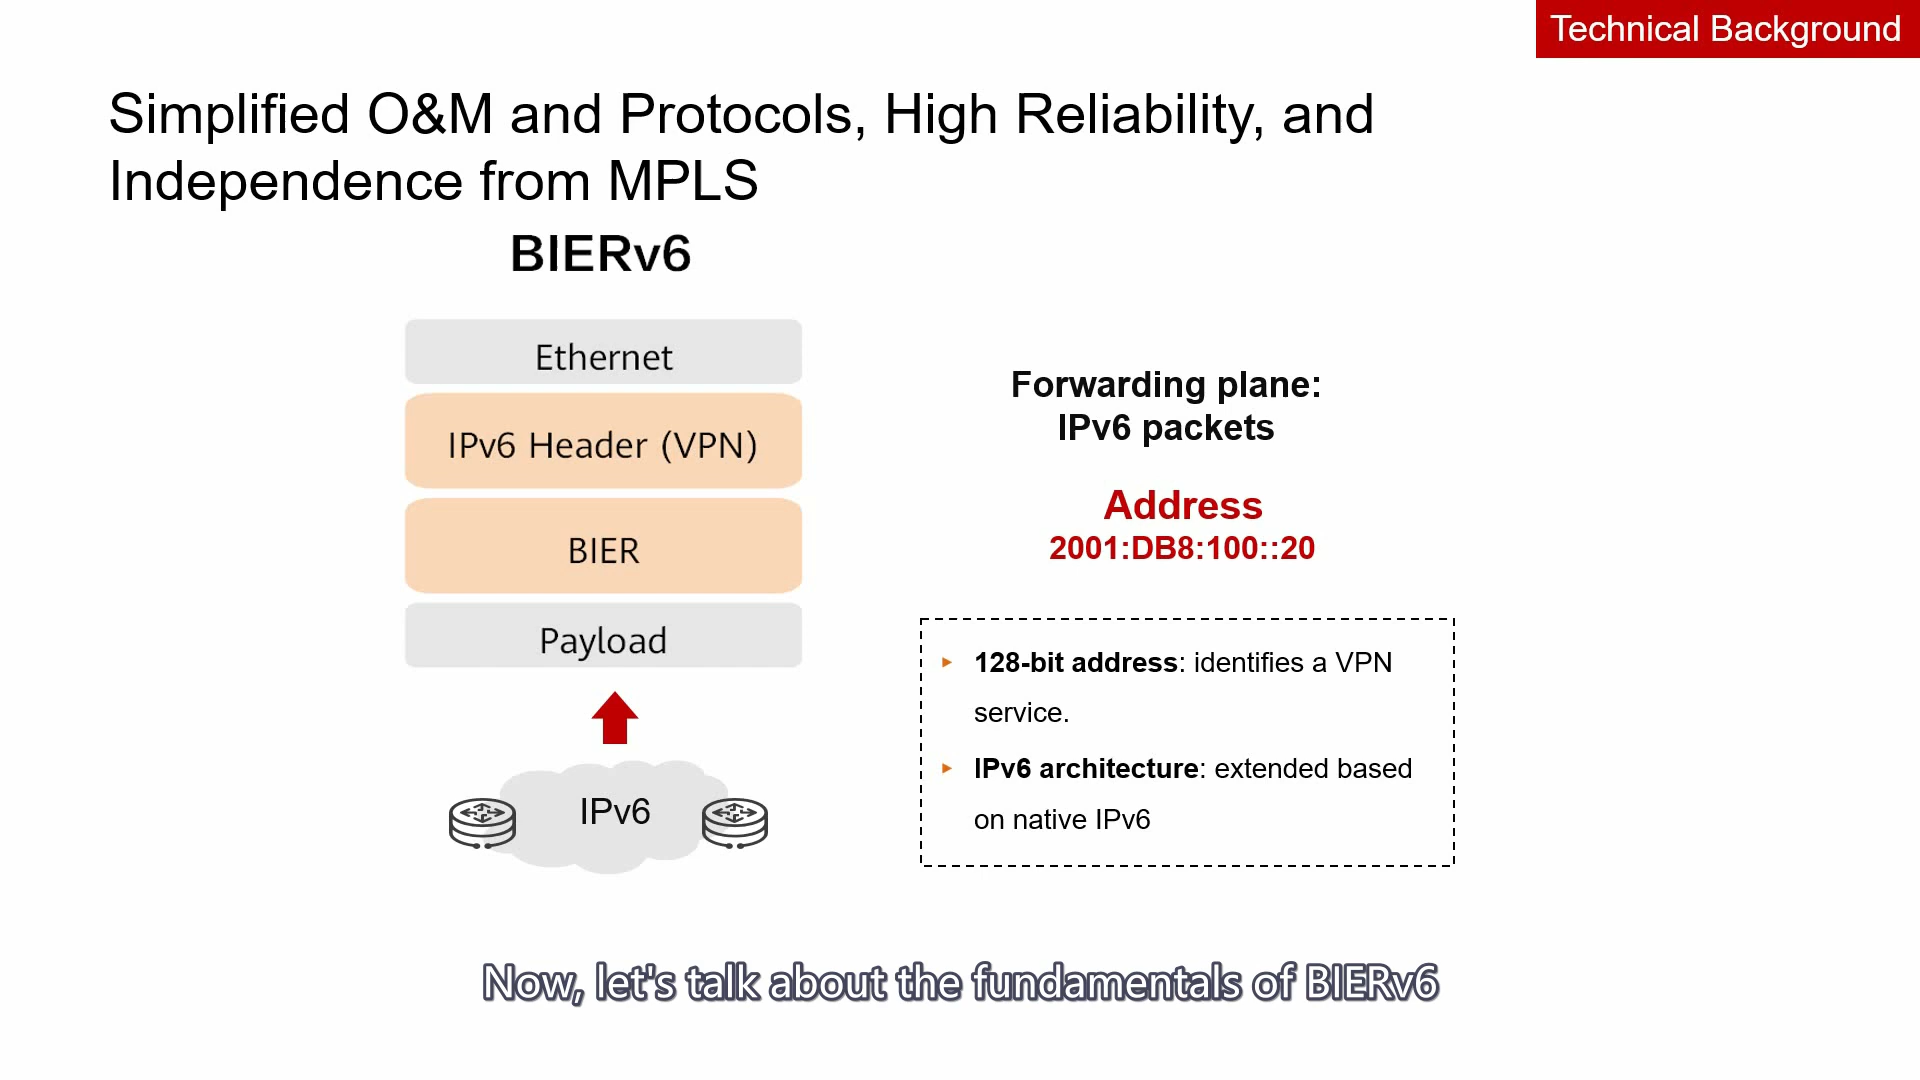 Technical Background
Simplified O&M and Protocols, High Reliability, and
Independence from MPLS
BIERv6
Ethernet
IPv6 Header (VPN)
BIER
Payload
IPv6
Forwarding plane:
IPv6 packets
Address
2001:DB8:100::20
128-bit address: identifies a VPN
service.
IPv6 architecture: extended based
on native IPv6
Now, let's talk about the fundamentals of BIERv6